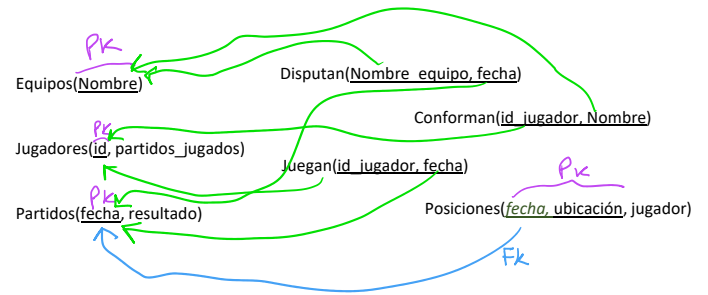 PK
Equipos(Nombre)
Disputan(Nombre_equipo, fecha)
Conforman(id_jugador, Nombre)
PK
Jugadores(id, partidos_jugados)
Juegan(id_jugador, fecha)
PK
PK
Partidos(fecha, resultado)
Posiciones(fecha, ubicación, jugador)
FK